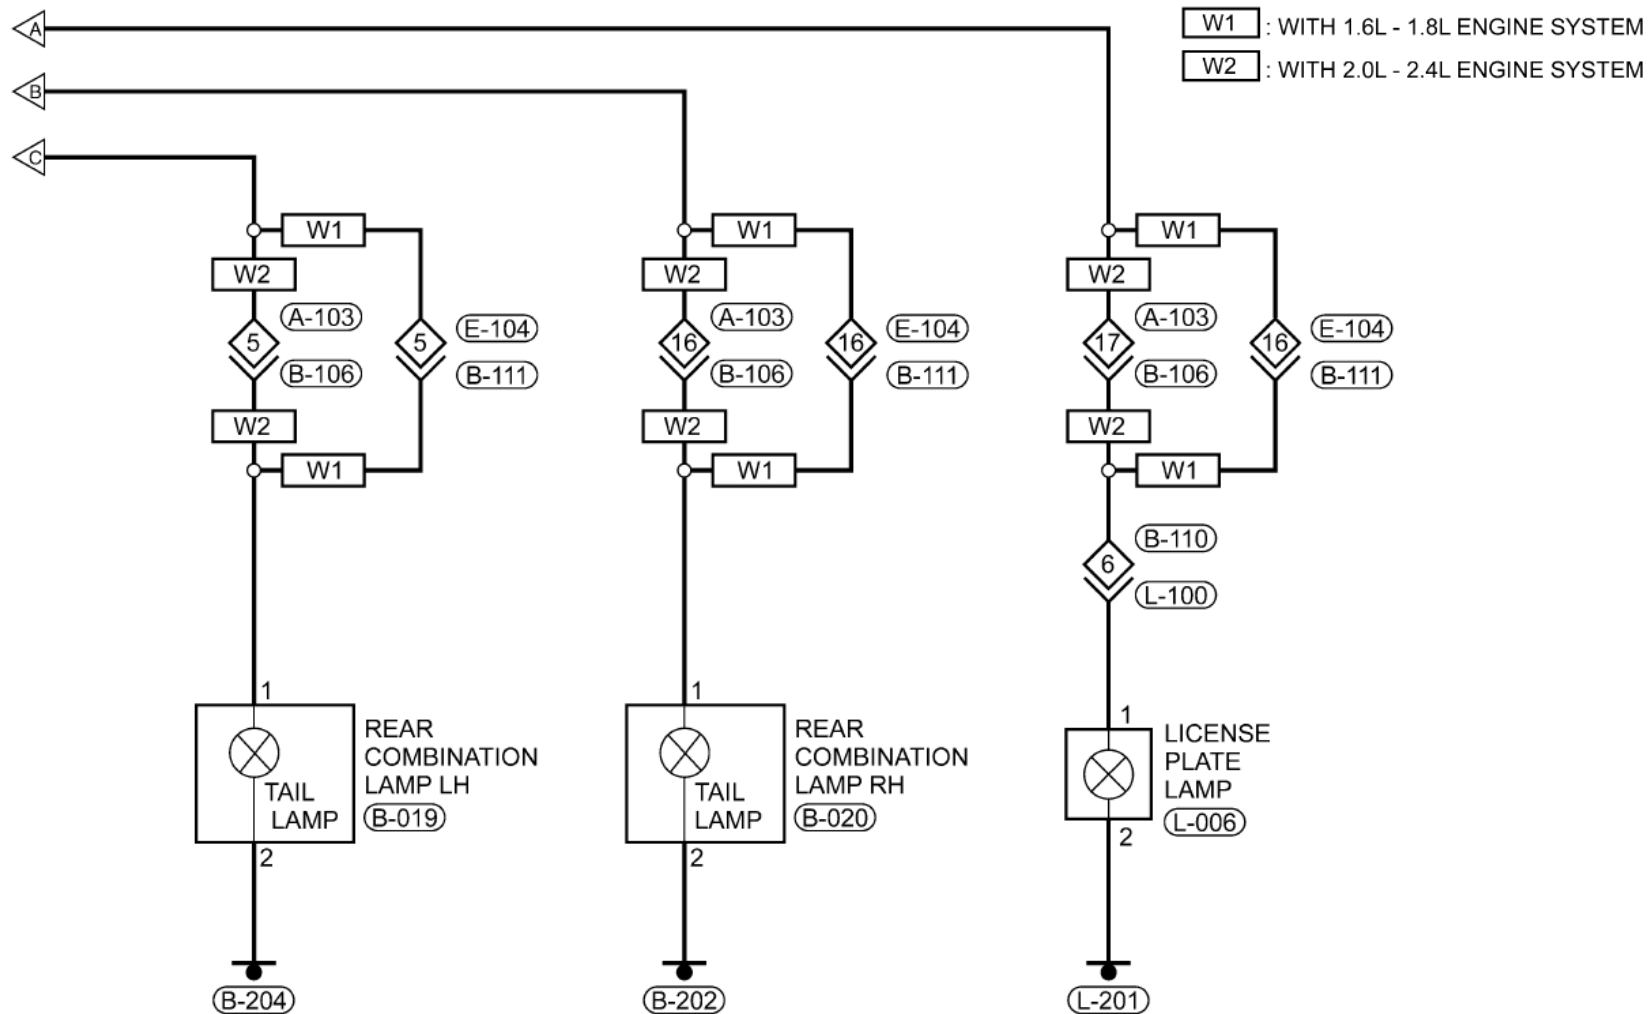 A
W1 : WITH 1.6L - 1.8L ENGINE SYSTEM
W2 : WITH 2.0L - 2.4L ENGINE SYSTEM
B
C
W1
W1
W1
W2
W2
W2
A-103
E-104
A-103
E-104
A-103
E-104
5
5
16
16
17
16
B-106
B-111
B-106
B-111
B-106
B-111
W2
W2
W2
W1
W1
W1
B-110
6
L-100
1
REAR
COMBINATION
LAMP LH
B-019
TAIL
LAMP
2
1
REAR
COMBINATION
LAMP RH
B-020
TAIL
LAMP
2
1
LICENSE
PLATE
LAMP
L-006
2
B-204
B-202
L-201